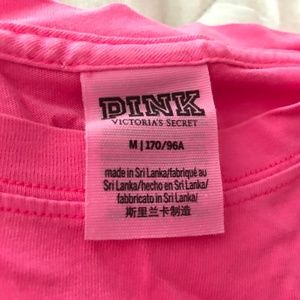 PINK
VICTORIA'S SECRET
M | 170/96A
made in Sri Lanka/fabriqué au
Sri Lanka/hecho en Sri Lanka/
fabbricato in Sri Lanka/
斯里兰卡制造